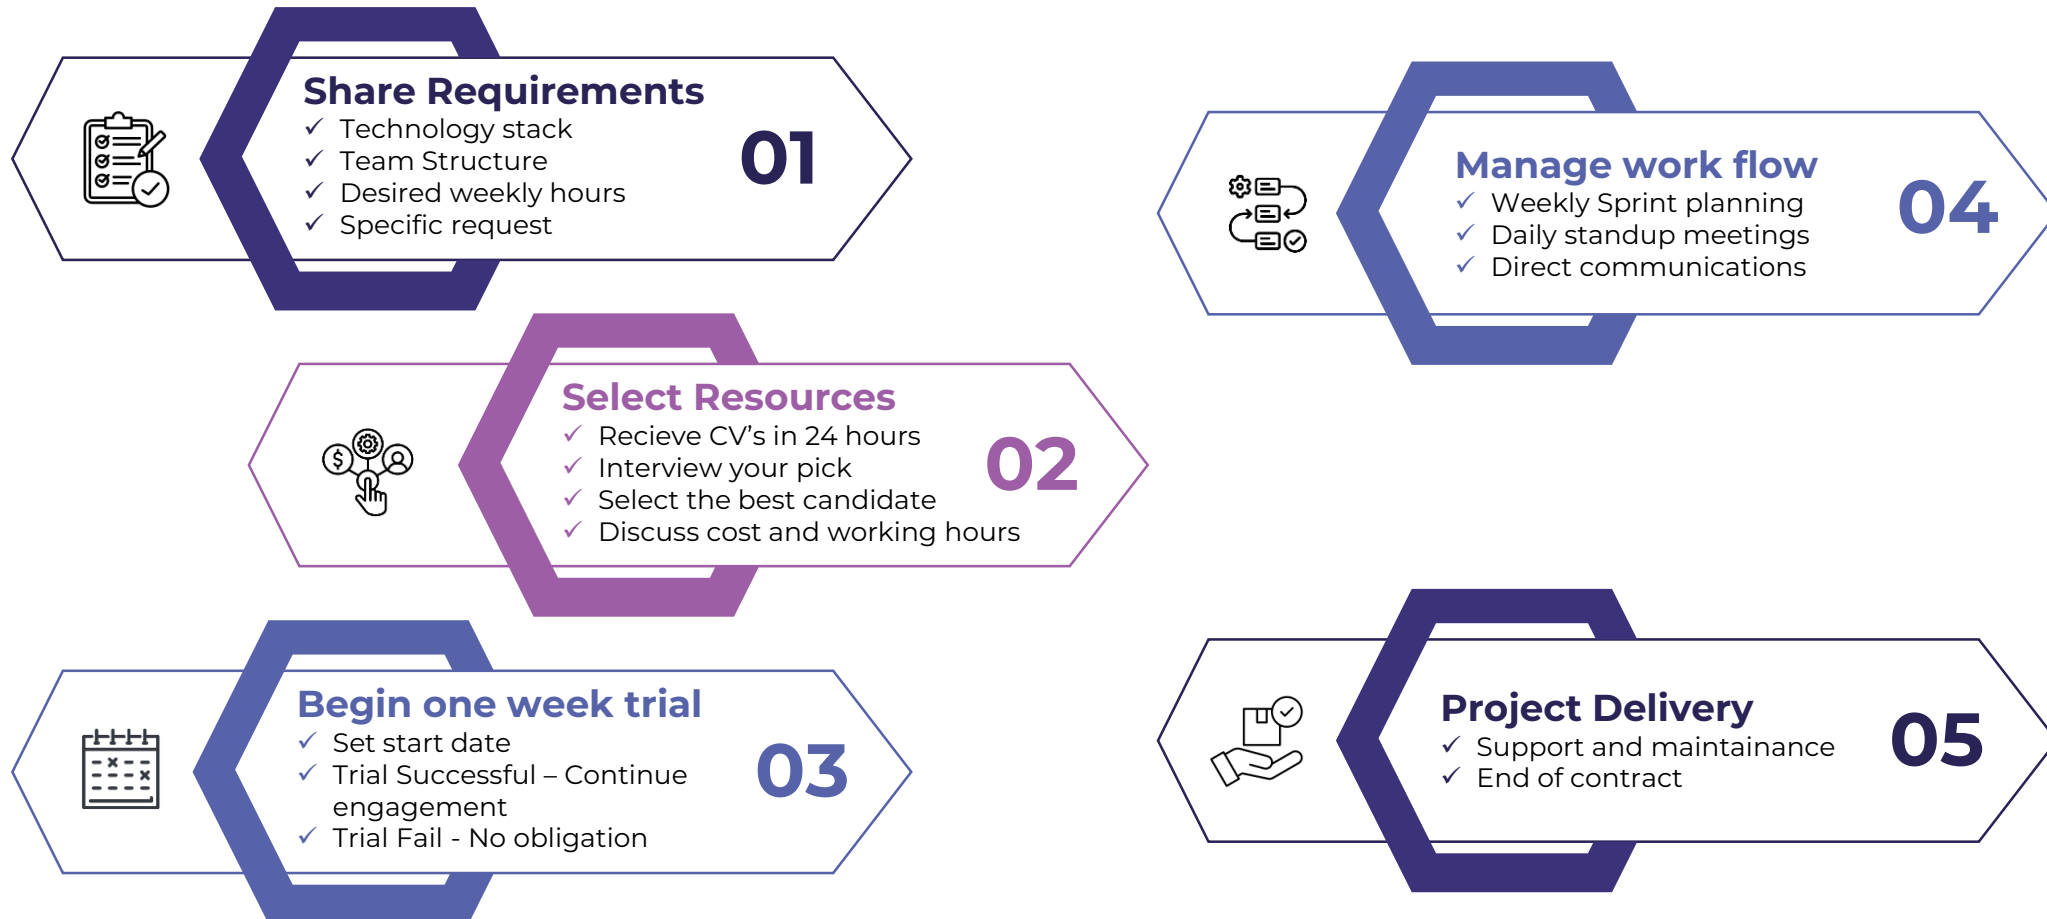 Share Requirements
✓ Technology stack
✓ Team Structure
✓ Desired weekly hours
✓ Specific request
01
Select Resources
✓ Recieve CV’s in 24 hours
✓ Interview your pick
✓ Select the best candidate
✓ Discuss cost and working hours
02
Begin one week trial
✓ Set start date
✓ Trial Successful – Continue
engagement
✓ Trial Fail - No obligation
03
Manage work flow
✓ Weekly Sprint planning
✓ Daily standup meetings
✓ Direct communications
04
Project Delivery
✓ Support and maintainance
✓ End of contract
05